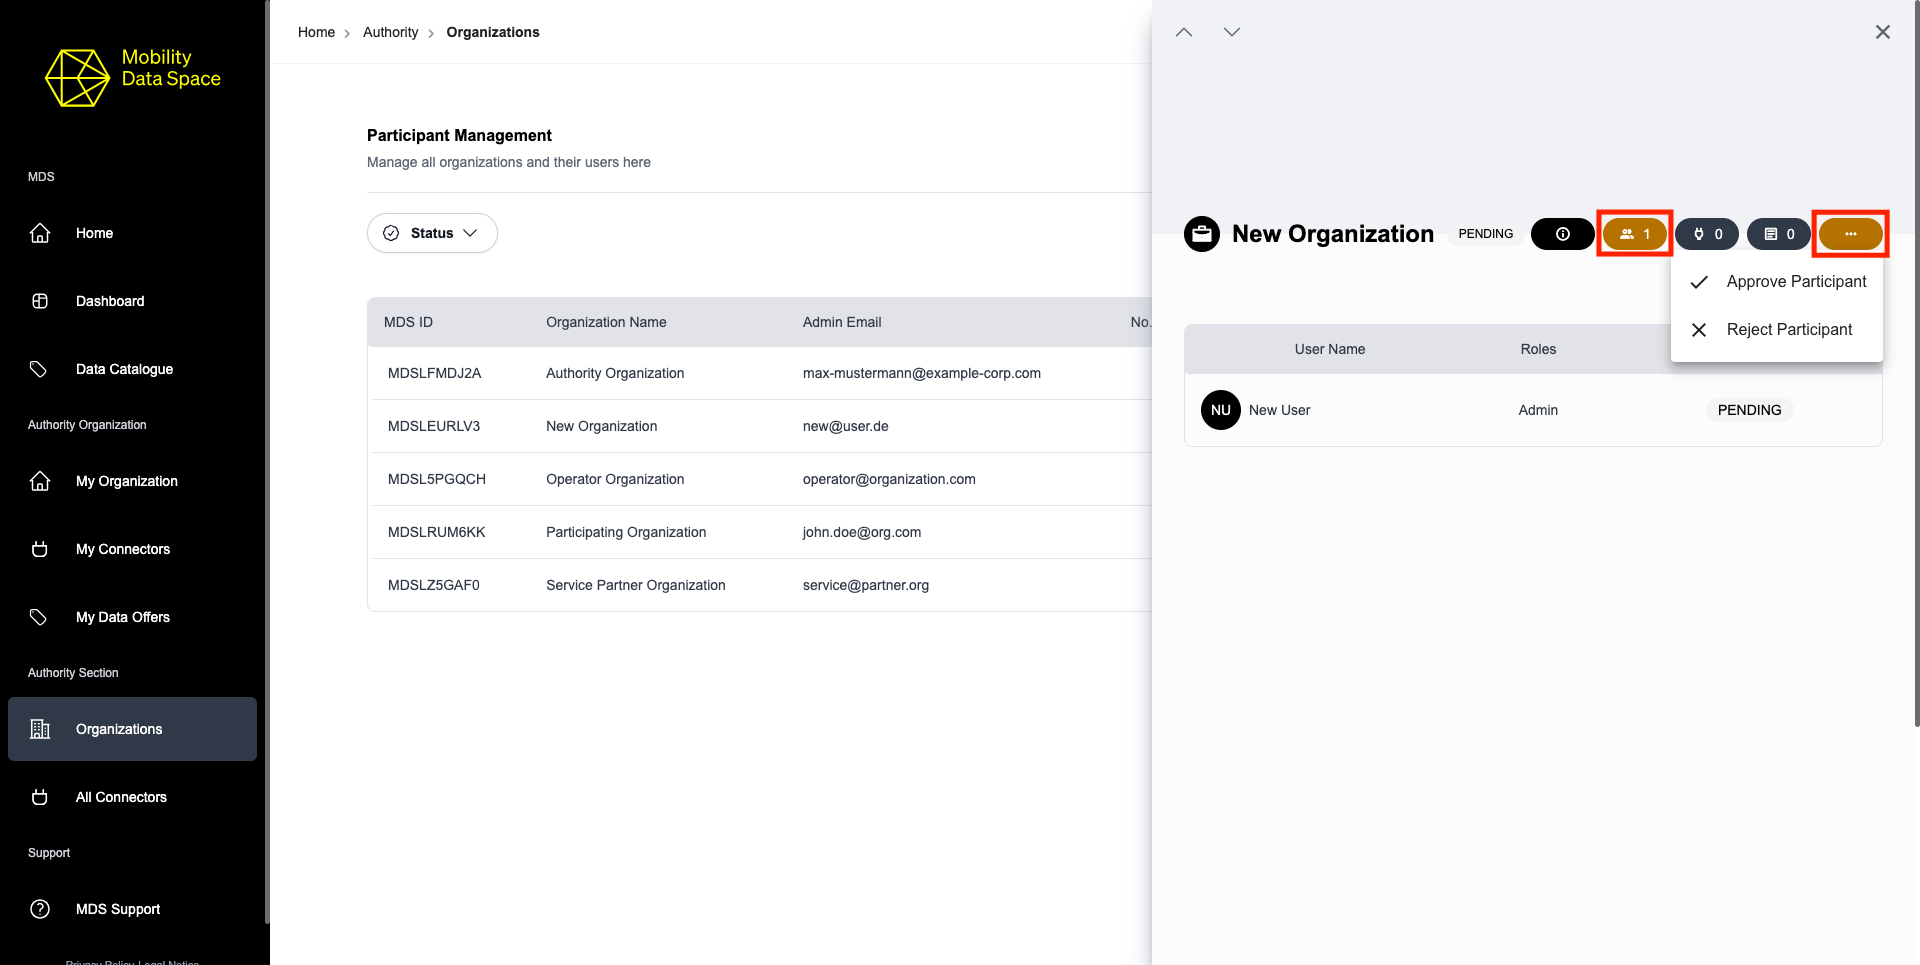 Mobility
Data Space
MDS
Home
Dashboard
Data Catalogue
Authority Organization
My Organization
My Connectors
My Data Offers
Authority Section
Organizations
All Connectors
Support
MDS Support
Privacy Policy Legal Notice
Home > Authority > Organizations
Participant Management
Manage all organizations and their users here
Status
MDS ID Organization Name Admin Email No.
MDSLFMDJ2A Authority Organization max-mustermann@example-corp.com
MDSLEURLV3 New Organization new@user.de
MDSL5PGQCH Operator Organization operator@organization.com
MDSLRUM6KK Participating Organization john.doe@org.com
MDSLZ5GAF0 Service Partner Organization service@partner.org
New Organization PENDING 1 0 0 ...
Approve Participant
Reject Participant
User Name Roles
NU New User Admin PENDING